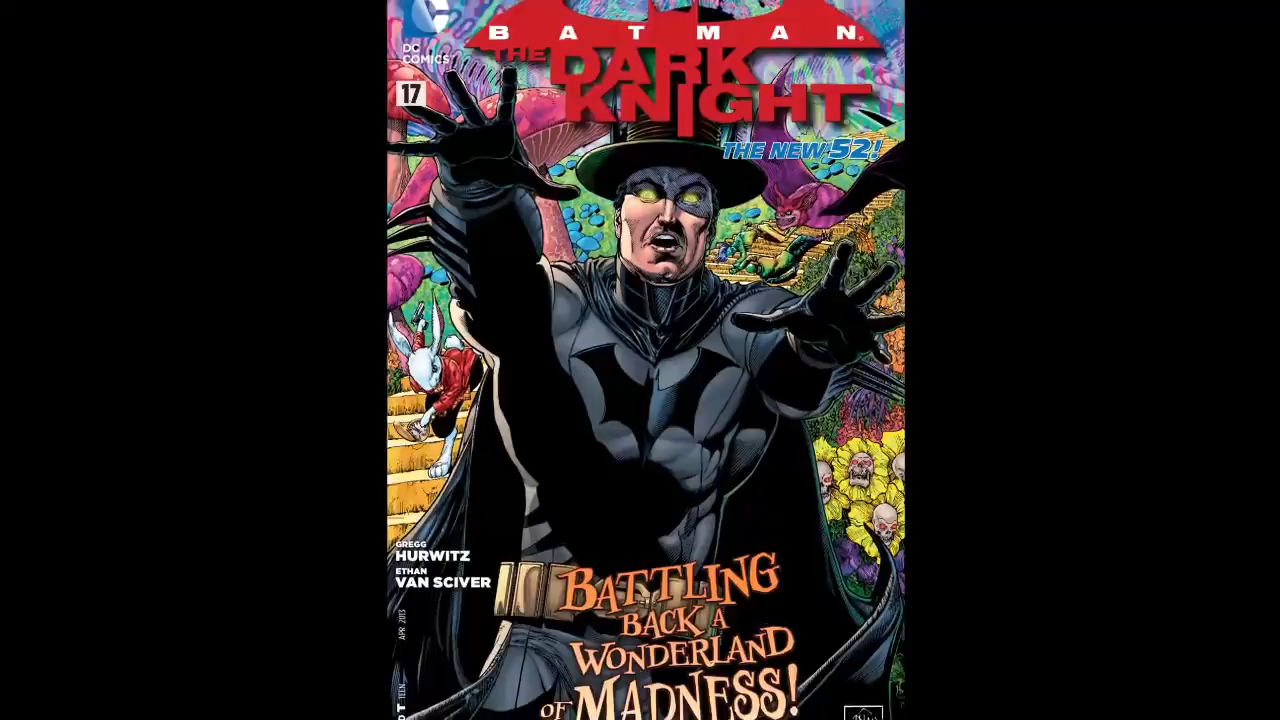 DC
COMICS
17
BATMAN
THE
DARK
KNIGHT
THE NEW 52!
GREGG
HURWITZ
ETHAN
VAN SCIVER
APR 2013
TEEN
BATTLING
BACK A
WONDERLAND
OF MADNESS!